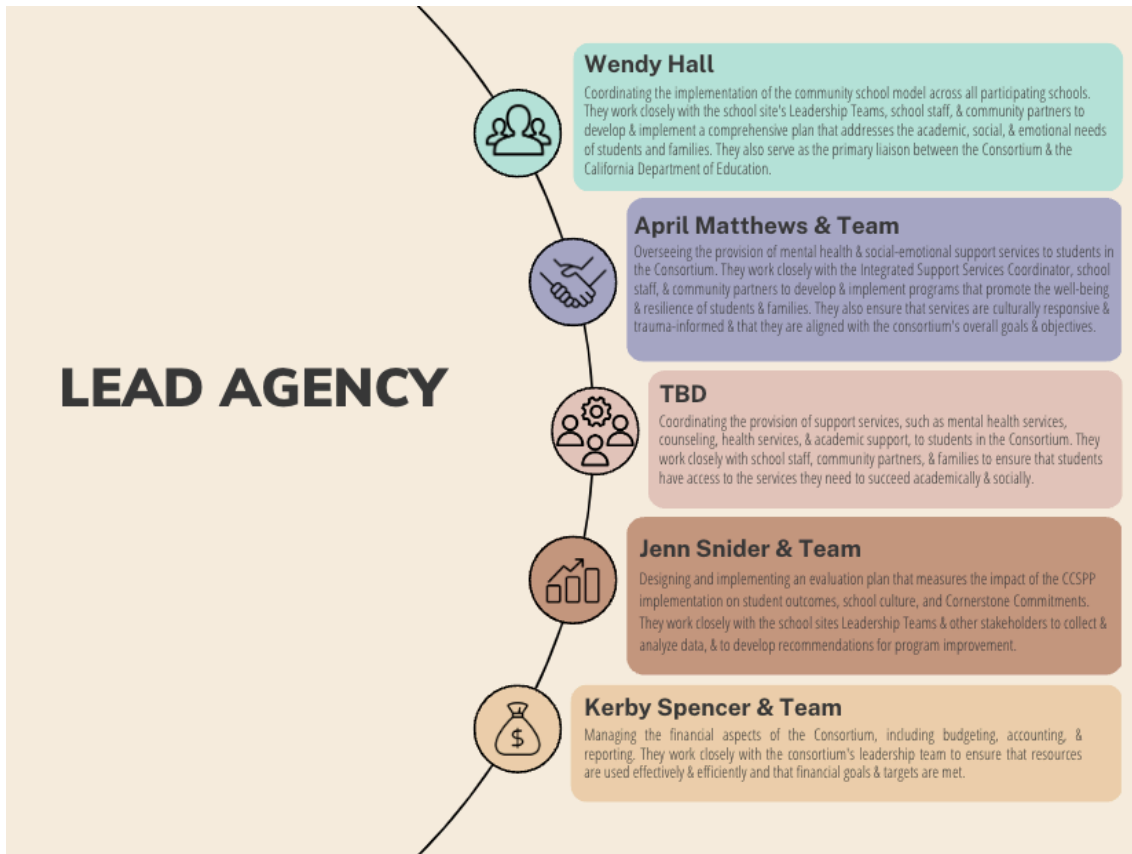 LEAD AGENCY
Wendy Hall
Coordinating the implementation of the community school model across all participating schools.
They work closely with the school site's Leadership Teams, school staff, & community partners to
develop & implement a comprehensive plan that addresses the academic, social, & emotional needs
of students and families. They also serve as the primary liaison between the Consortium & the
California Department of Education.
April Matthews & Team
Overseeing the provision of mental health & social-emotional support services to students in
the Consortium. They work closely with the Integrated Support Services Coordinator, school
staff, & community partners to develop & implement programs that promote the well-being
& resilience of students & families. They also ensure that services are culturally responsive &
trauma-informed & that they are aligned with the consortium's overall goals & objectives.
TBD
Coordinating the provision of support services, such as mental health services,
counseling, health services, & academic support, to students in the Consortium. They
work closely with school staff, community partners, & families to ensure that students
have access to the services they need to succeed academically & socially.
Jenn Snider & Team
Designing and implementing an evaluation plan that measures the impact of the CCSPP
implementation on student outcomes, school culture, and Cornerstone Commitments.
They work closely with the school sites Leadership Teams & other stakeholders to collect &
analyze data, & to develop recommendations for program improvement.
$
Kerby Spencer & Team
Managing the financial aspects of the Consortium, including budgeting, accounting, &
reporting. They work closely with the consortium's leadership team to ensure that resources
are used effectively & efficiently and that financial goals & targets are met.